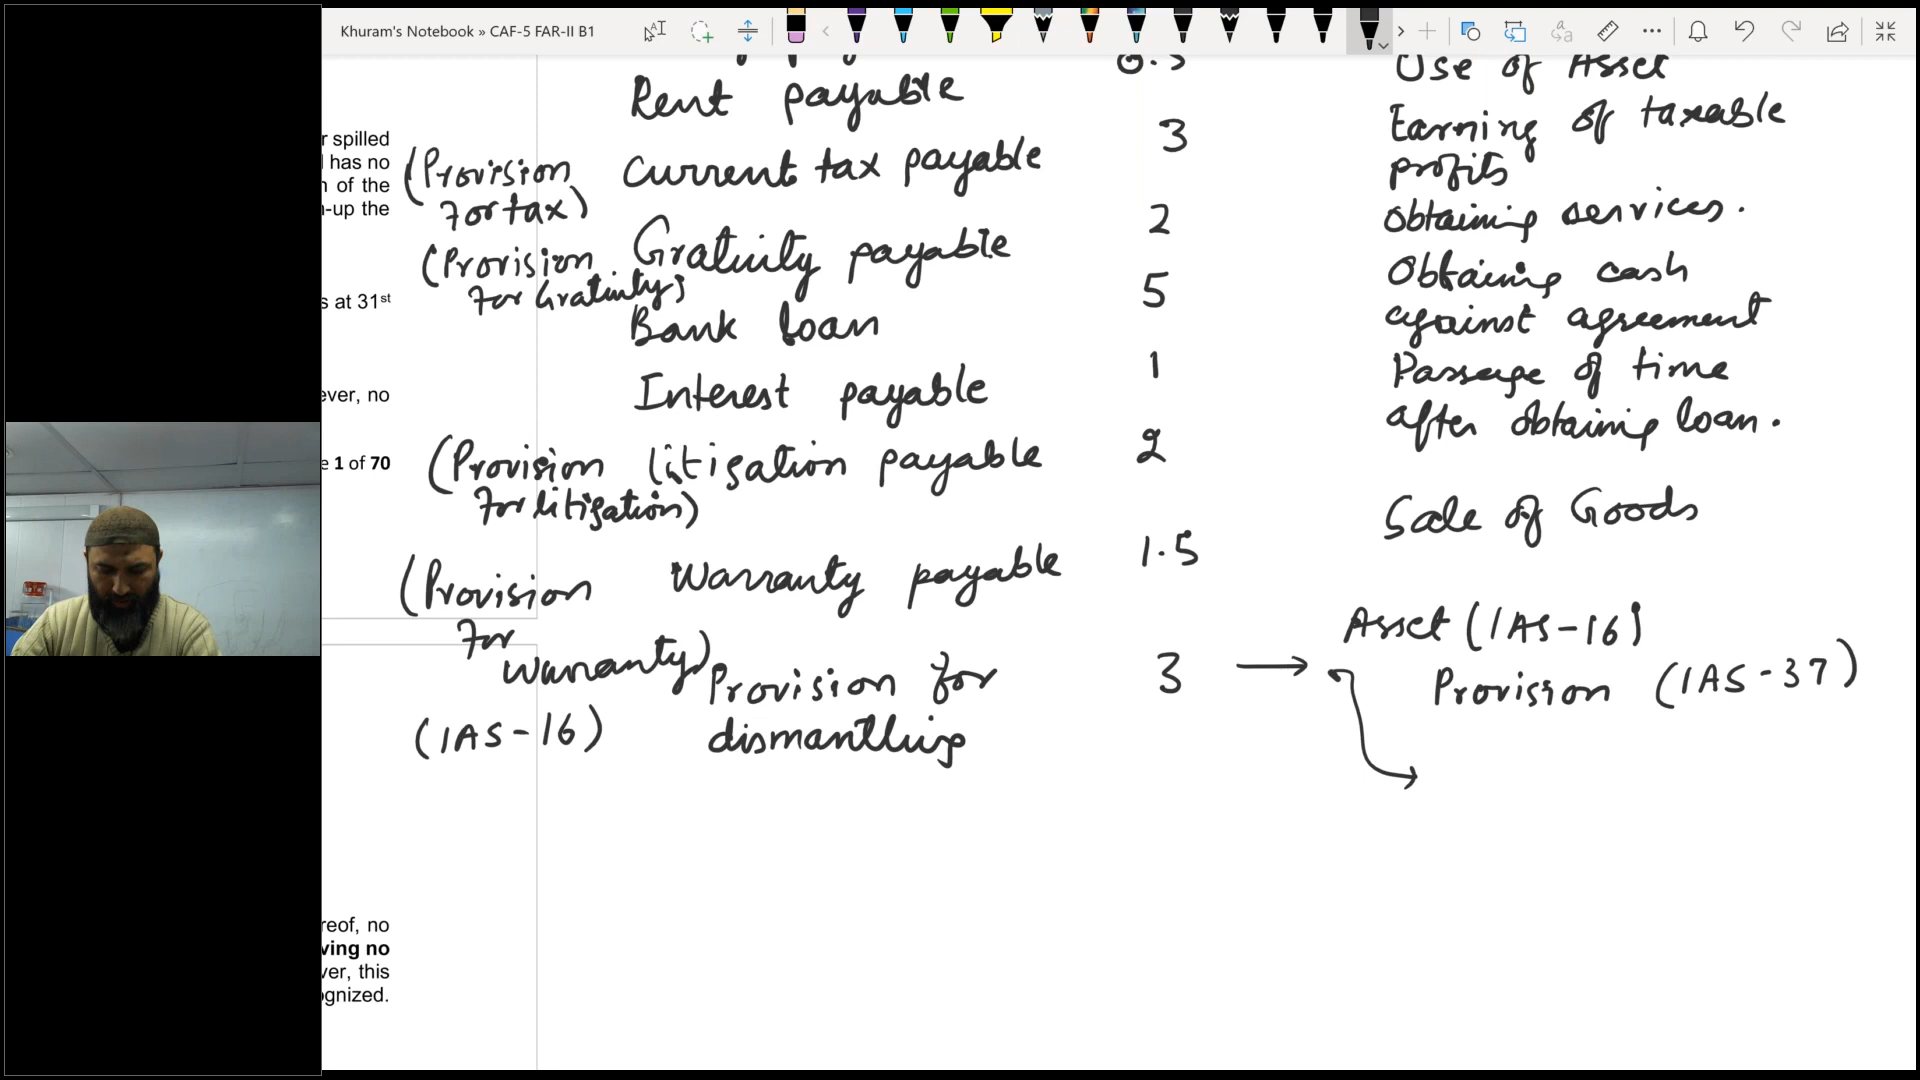 Khuram's Notebook » CAF-5 FAR-II B1
0.5
Use of Asset
Rent payable
3
Earning of taxable
profits
(Provision
for tax)
Current tax payable
2
obtaining services.
(Provision
for Gratuity)
Gratuity payable
5
Obtaining cash
against agreement
Bank loan
1
Passage of time
after obtaining loan.
Interest payable
2
(Provision
for litigation)
litigation payable
1.5
Sale of Goods
(Provision
for
warranty)
Warranty payable
3
Asset (IAS-16)
Provision (IAS-37)
Provision for
dismantling
(IAS-16)
r spilled
has no
n of the
-up the
s at 31st
ever, no
e 1 of 70
reof, no
ving no
ver, this
ognized.